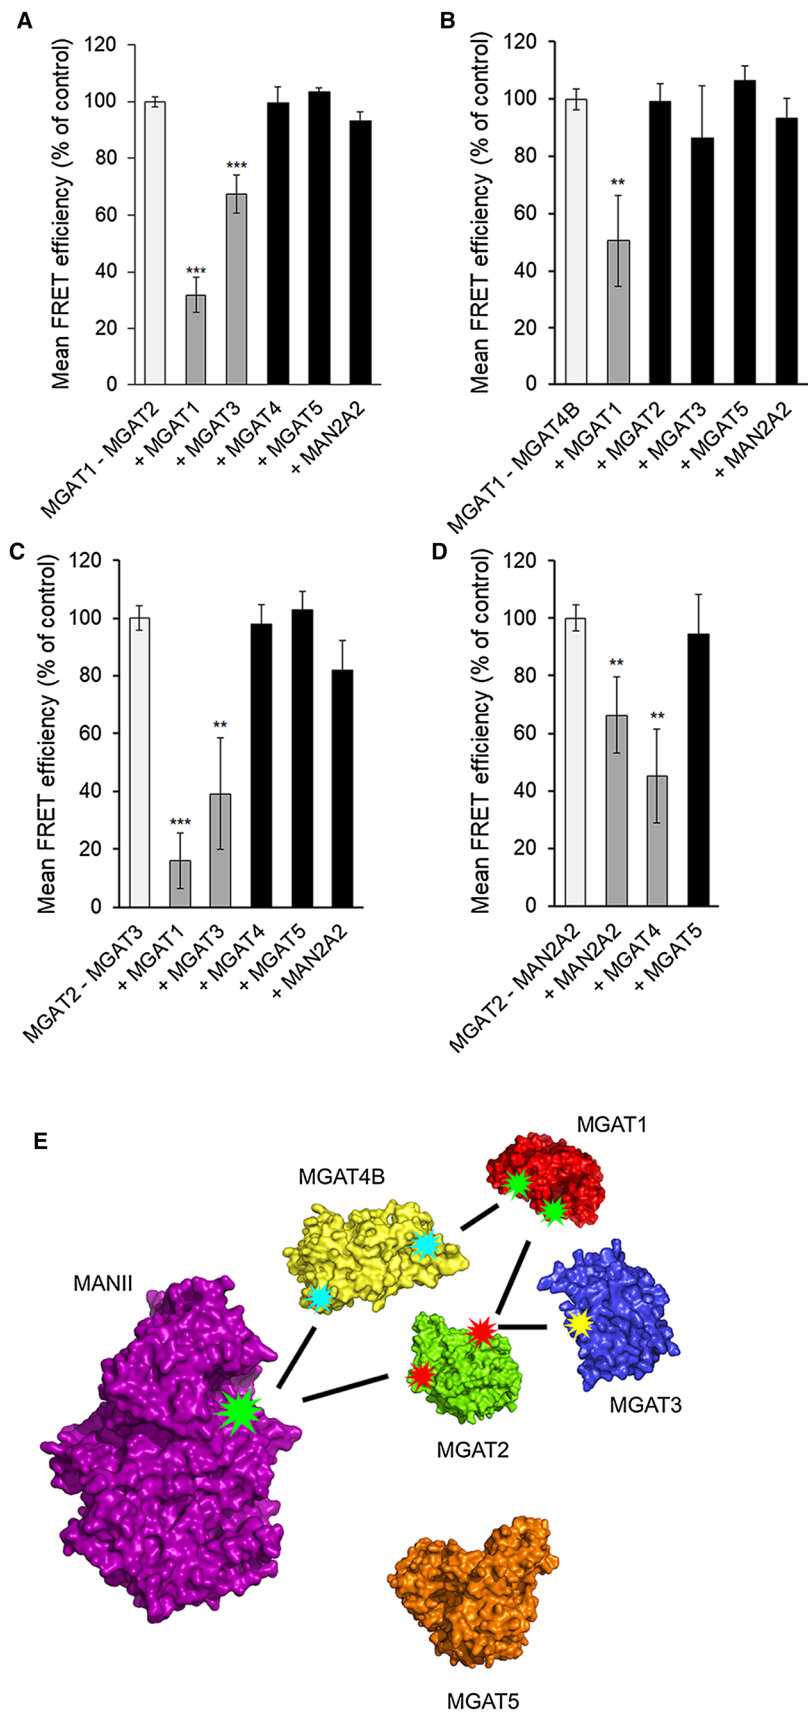 A
Mean FRET efficiency (% of control)
120
100
80
60
40
20
0
***
***
MGAT1 - MGAT2
+ MGAT1
+ MGAT3
+ MGAT4
+ MGAT5
+ MAN2A2
B
Mean FRET efficiency (% of control)
120
100
80
60
40
20
0
**
MGAT1 - MGAT4B
+ MGAT1
+ MGAT2
+ MGAT3
+ MGAT5
+ MAN2A2
C
Mean FRET efficiency (% of control)
120
100
80
60
40
20
0
***
**
MGAT2 - MGAT3
+ MGAT1
+ MGAT3
+ MGAT4
+ MGAT5
+ MAN2A2
D
Mean FRET efficiency (% of control)
120
100
80
60
40
20
0
**
**
MGAT2 - MAN2A2
+ MAN2A2
+ MGAT4
+ MGAT5
E
MGAT1
MGAT4B
MANII
MGAT3
MGAT2
MGAT5